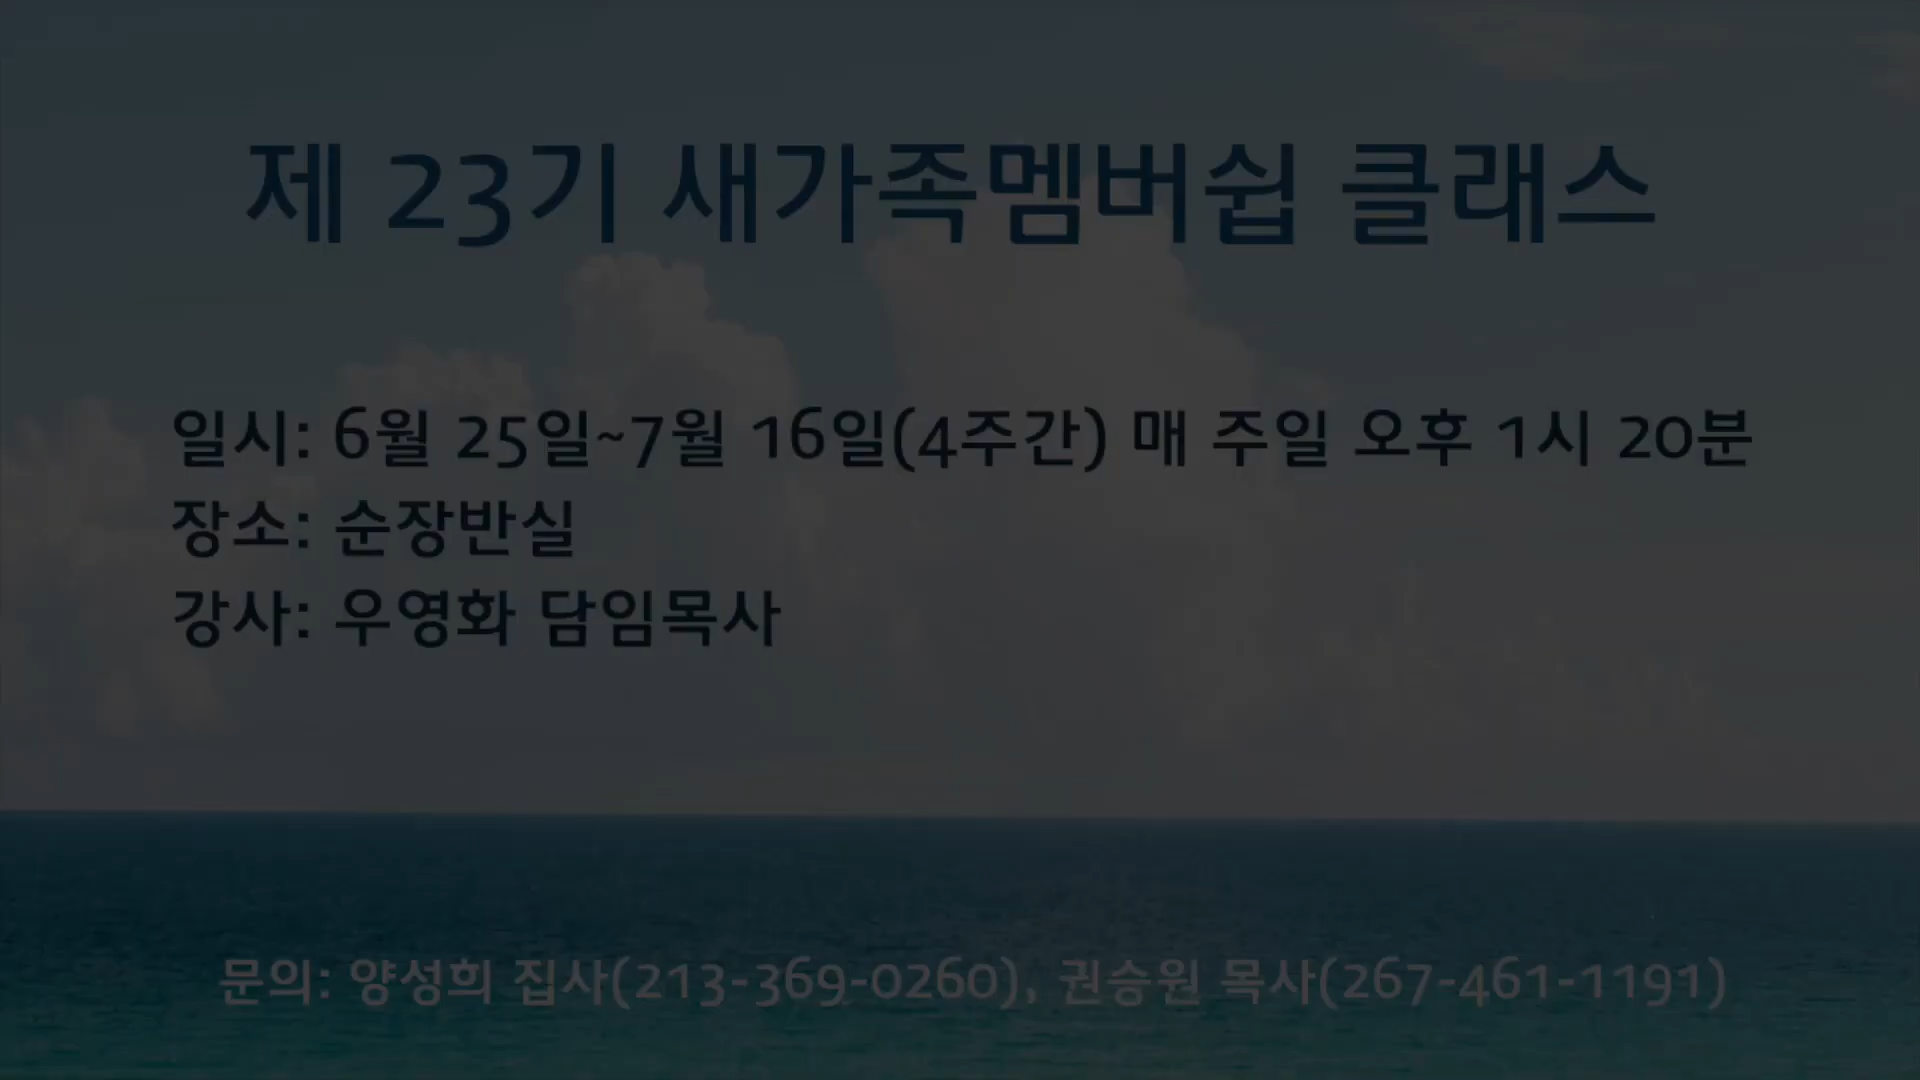 제 23기 새가족멤버쉽 클래스
일시: 6월 25일~7월 16일(4주간) 매 주일 오후 1시 20분
장소: 순장반실
강사: 우영화 담임목사
문의: 양성희 집사(213-369-0260), 권승원 목사(267-461-1191)